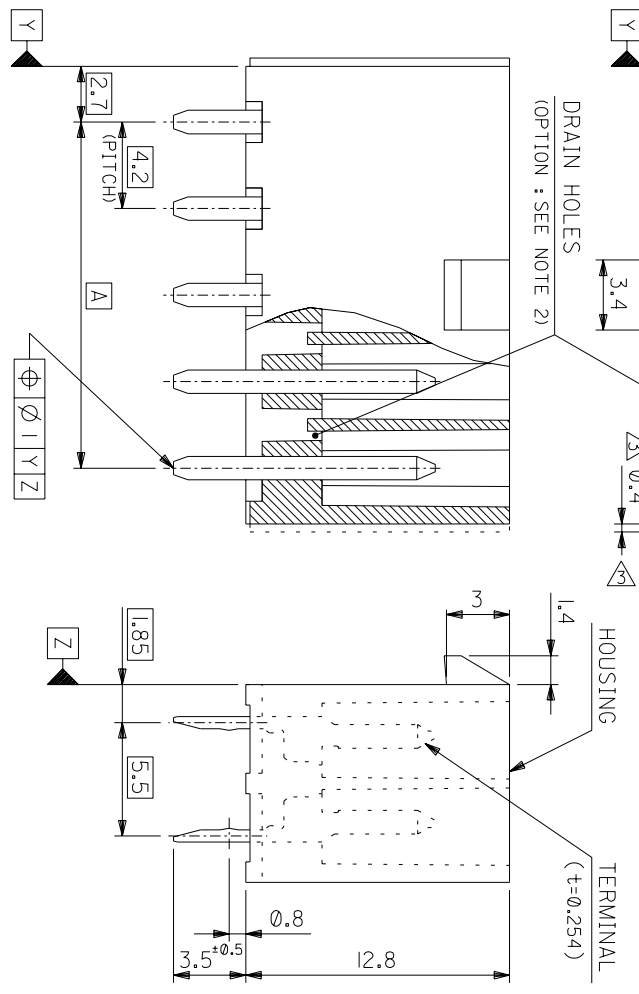 Y
Y
2.7
4.2
(PITCH)
A
⌖ Ø1 Y Z
DRAIN HOLES
(OPTION : SEE NOTE 2)
3.4
3 0.4
3
Z
1.85
5.5
3
1.4
HOUSING
TERMINAL
(t=0.254)
0.8
3.5±0.5
12.8